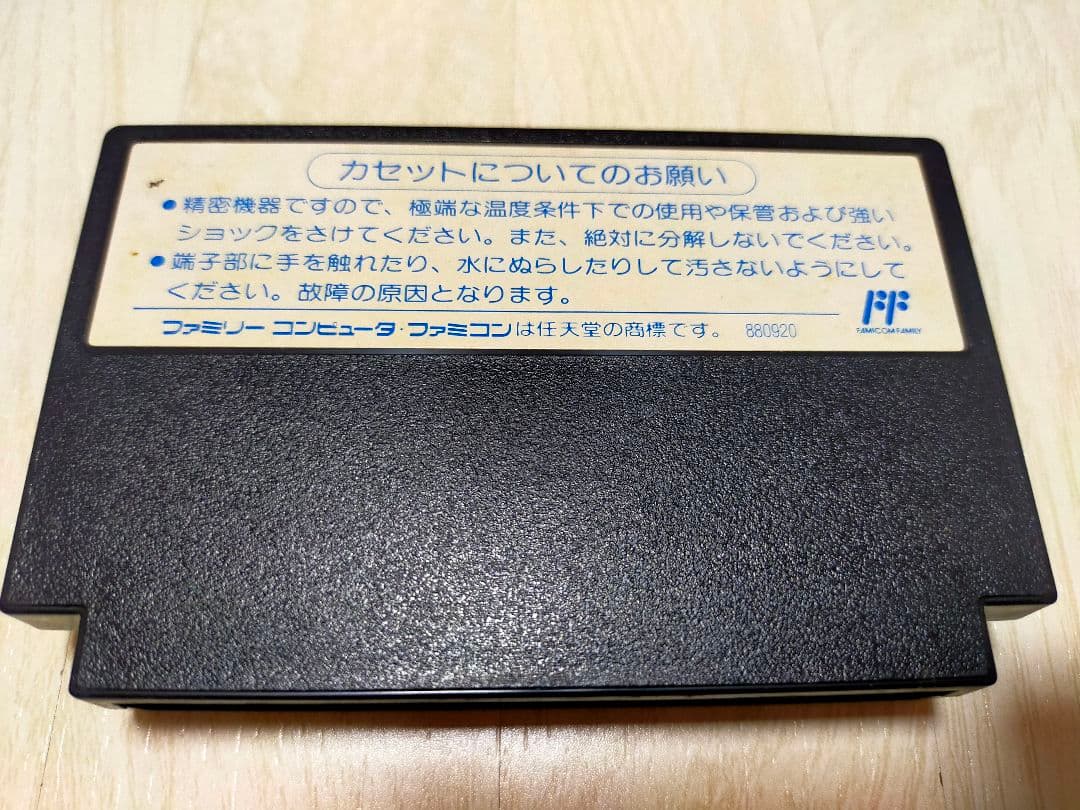 カセットについてのお願い
●精密機器ですので、極端な温度条件下での使用や保管および強い
ショックをさけてください。また、絶対に分解しないでください。
●端子部に手を触れたり、水にぬらしたりして汚さないようにして
ください。故障の原因となります。
ファミリー コンピュータ・ファミコンは任天堂の商標です。 880920
FF
FAMICOM FAMILY